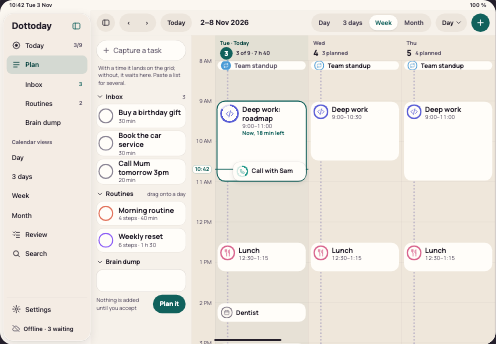 10:42 Tue 3 Nov
100 %
Dottoday
Today 3/9
Plan
Inbox 3
Routines 2
Brain dump
Calendar views
Day
3 days
Week
Month
Review
Search
Settings
Offline · 3 waiting
Capture a task
With a time it lands on the grid; without, it waits here. Paste a list for several.
Inbox 3
Buy a birthday gift
30 min
Book the car service
30 min
Call Mum tomorrow 3pm
20 min
Routines drag onto a day
Morning routine
4 steps · 40 min
Weekly reset
6 steps · 1 h 30
Brain dump
Nothing is added until you accept
Plan it
Today
2–8 Nov 2026
Day
3 days
Week
Month
Day
Tue · Today
3 3 of 9 · 7 h 40
Wed
4 3 planned
Thu
5 4 planned
8 AM
9 AM
10 AM
10:42
11 AM
12 PM
1 PM
2 PM
3 PM
Team standup
Deep work: roadmap
9:00–11:00
Now, 18 min left
Call with Sam
Lunch
12:30–1:15
Dentist
Team standup
Deep work
9:00–10:30
Lunch
12:30–1:15
Team standup
Deep work
9:00–11:00
Lunch
12:30–1:15